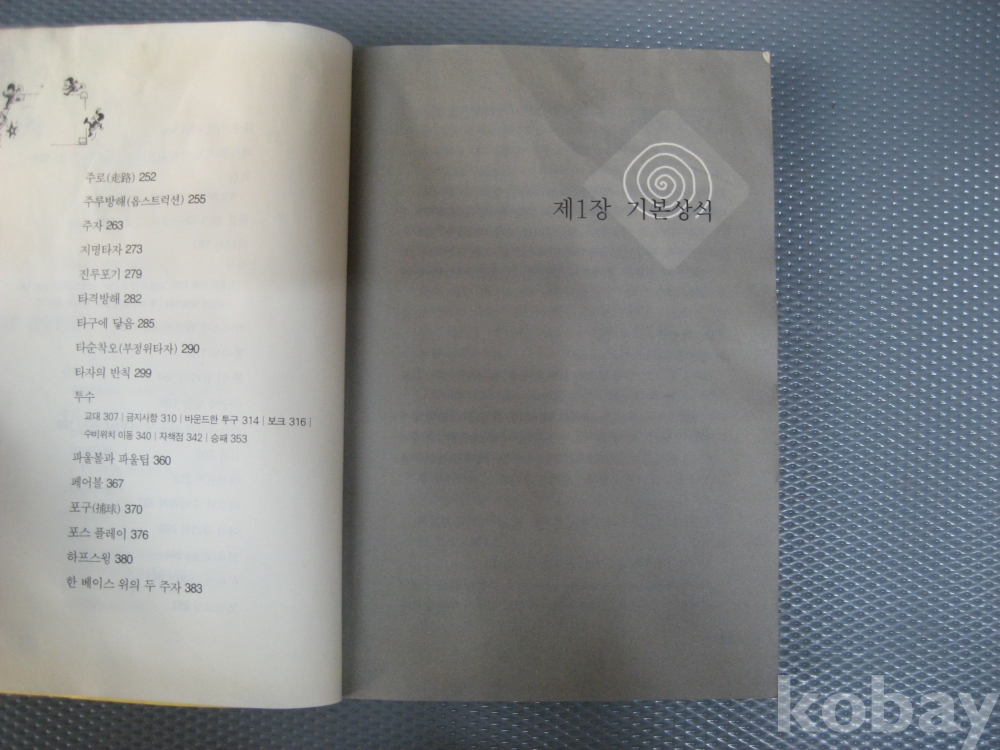 주로(走路) 252
주루방해(옵스트럭션) 255
주자 263
지명타자 273
진루포기 279
타격방해 282
타구에 닿음 285
타순착오(부정위타자) 290
타자의 반칙 299
투수
교대 307 | 금지사항 310 | 바운드한 투구 314 | 보크 316 |
수비위치 이동 340 | 자책점 342 | 승패 353
파울볼과 파울팁 360
페어볼 367
포구(捕球) 370
포스 플레이 376
하프스윙 380
한 베이스 위의 두 주자 383
제1장 기본상식
kobay